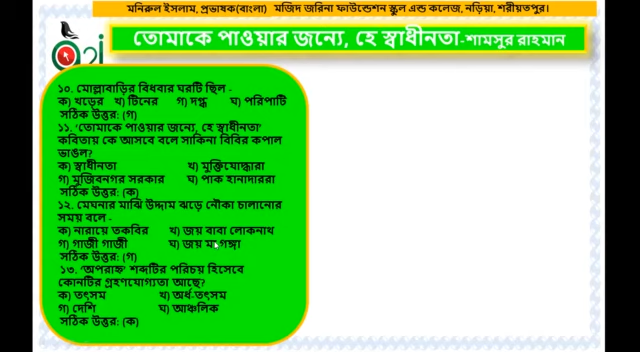 মনিরুল ইসলাম, প্রভাষক(বাংলা) মজিদ জরিনা ফাউন্ডেশন স্কুল এন্ড কলেজ, নড়িয়া, শরীয়তপুর।
তোমাকে পাওয়ার জন্যে, হে স্বাধীনতা-শামসুর রাহমান
১০. মোল্লাবাড়ির বিধবার ঘরটি ছিল -
ক) খড়ের খ) টিনের গ) দগ্ধ ঘ) পরিপাটি
সঠিক উত্তর: (গ)
১১. 'তোমাকে পাওয়ার জন্যে, হে স্বাধীনতা'
কবিতায় কে আসবে বলে সাকিনা বিবির কপাল
ভাঙল?
ক) স্বাধীনতা খ) মুক্তিযোদ্ধারা
গ) মুজিবনগর সরকার ঘ) পাক হানাদাররা
সঠিক উত্তর: (ক)
১২. মেঘনার মাঝি উদ্দাম ঝড়ে নৌকা চালানোর
সময় বলে -
ক) নারায়ে তকবির খ) জয় বাবা লোকনাথ
গ) গাজী গাজী ঘ) জয় মা গঙ্গা
সঠিক উত্তর: (গ)
১৩. 'অপরাহ্ন' শব্দটির পরিচয় হিসেবে
কোনটির গ্রহণযোগ্যতা আছে?
ক) তৎসম খ) অর্ধ-তৎসম
গ) দেশি ঘ) আঞ্চলিক
সঠিক উত্তর: (ক)